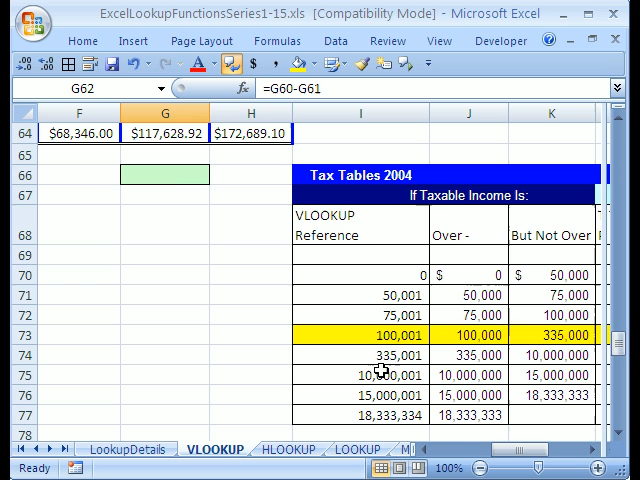 ExcelLookupFunctionsSeries1-15.xls [Compatibility Mode] - Microsoft Excel
Home Insert Page Layout Formulas Data Review View Developer
G62 fx =G60-G61
F G H I J K
64 $68,346.00 $117,628.92 $172,689.10
65
66 Tax Tables 2004
67 If Taxable Income Is:
VLOOKUP
68 Reference Over - But Not Over
69
70 0 $ 0 $ 50,000
71 50,001 50,000 75,000
72 75,001 75,000 100,000
73 100,001 100,000 335,000
74 335,001 335,000 10,000,000
75 10,000,001 10,000,000 15,000,000
76 15,000,001 15,000,000 18,333,333
77 18,333,334 18,333,333
78
LookupDetails VLOOKUP HLOOKUP LOOKUP M
Ready 100%